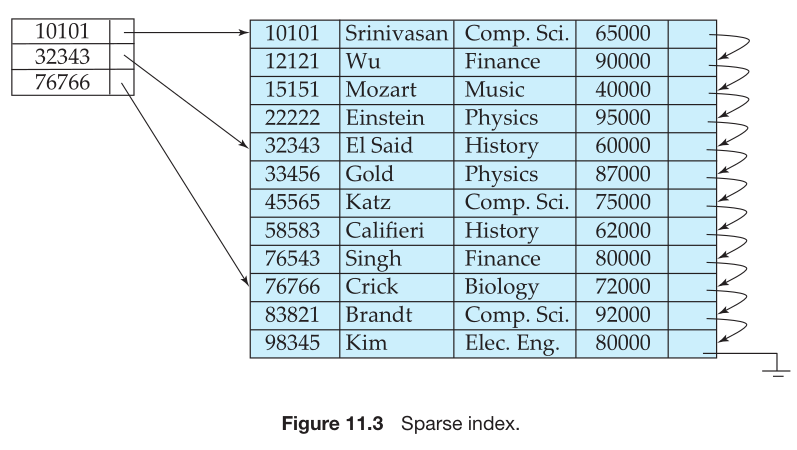 10101
32343
76766
10101 Srinivasan Comp. Sci. 65000
12121 Wu Finance 90000
15151 Mozart Music 40000
22222 Einstein Physics 95000
32343 El Said History 60000
33456 Gold Physics 87000
45565 Katz Comp. Sci. 75000
58583 Califieri History 62000
76543 Singh Finance 80000
76766 Crick Biology 72000
83821 Brandt Comp. Sci. 92000
98345 Kim Elec. Eng. 80000
Figure 11.3 Sparse index.